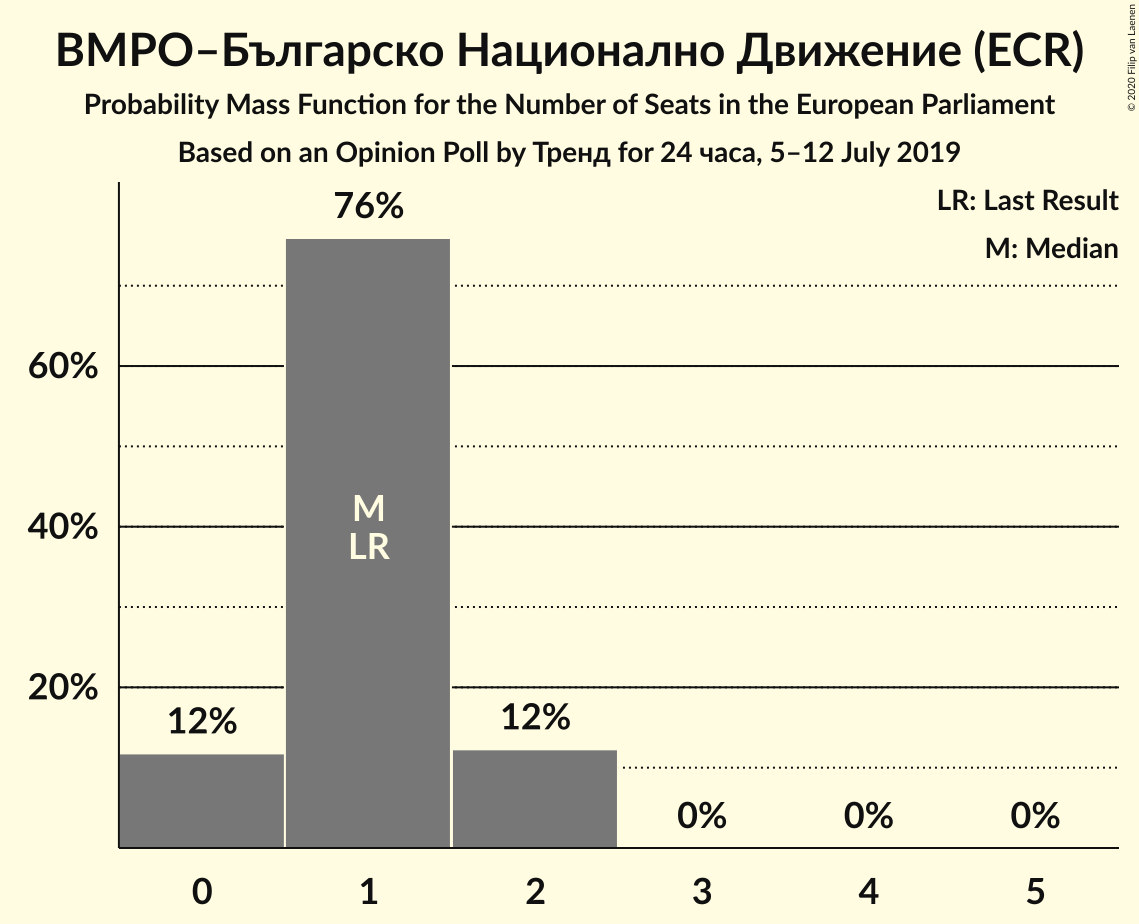 ВМРО–Българско Национално Движение (ECR)
Probability Mass Function for the Number of Seats in the European Parliament
Based on an Opinion Poll by Тренд for 24 часа, 5–12 July 2019
© 2020 Filip van Laenen
LR: Last Result
M: Median
76%
60%
M
40%
LR
20%
12%
12%
0%
0%
0%
0
1
2
3
4
5